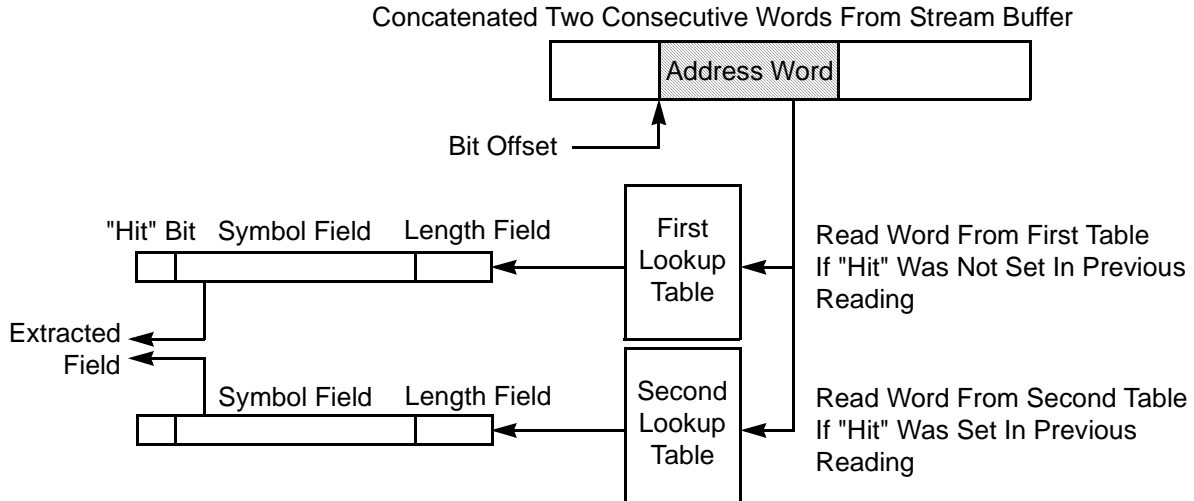 Concatenated Two Consecutive Words From Stream Buffer
Address Word
Bit Offset
"Hit" Bit
Symbol Field
Length Field
First
Lookup
Table
Read Word From First Table
If "Hit" Was Not Set In Previous
Reading
Extracted
Field
Symbol Field
Length Field
Second
Lookup
Table
Read Word From Second Table
If "Hit" Was Set In Previous
Reading